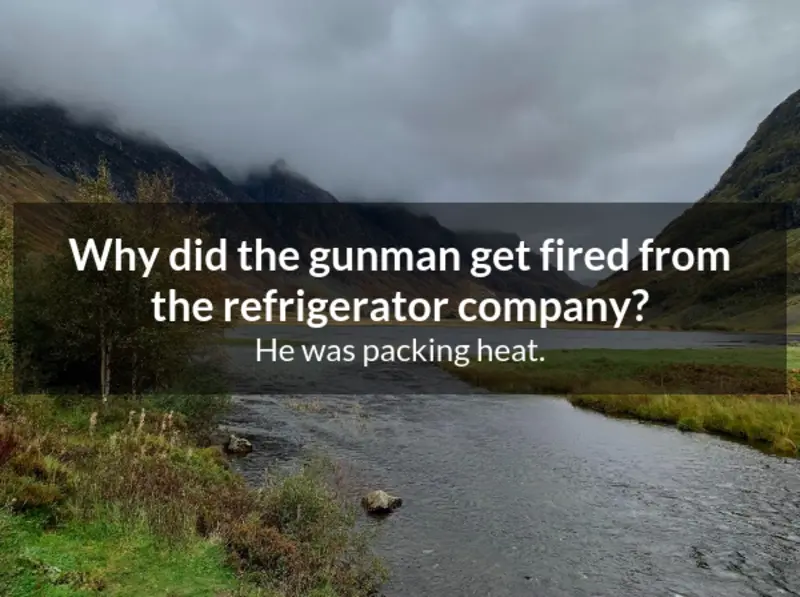 Why did the gunman get fired from
the refrigerator company?
He was packing heat.